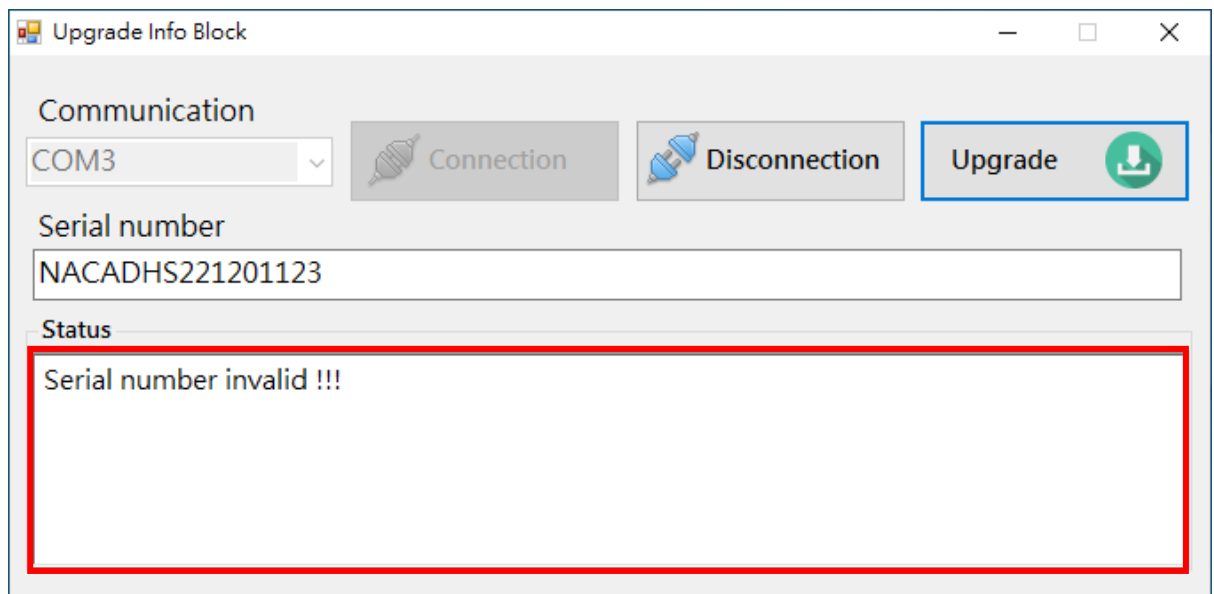 Upgrade Info Block
Communication
COM3
Connection
Disconnection
Upgrade
Serial number
NACADHS221201123
Status
Serial number invalid !!!